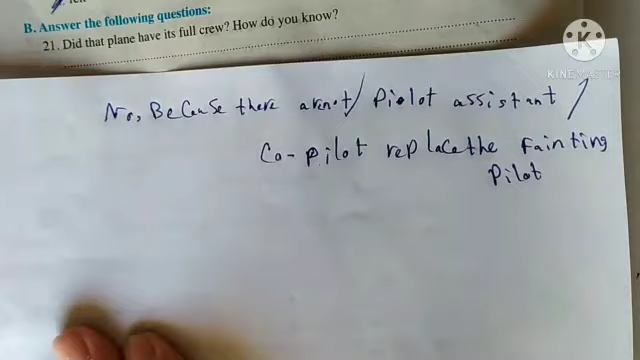 B. Answer the following questions:
21. Did that plane have its full crew? How do you know?
KINEMASTER
No, Because there arenot/ Piolot assistant /
Co-pilot replace the fainting
pilot